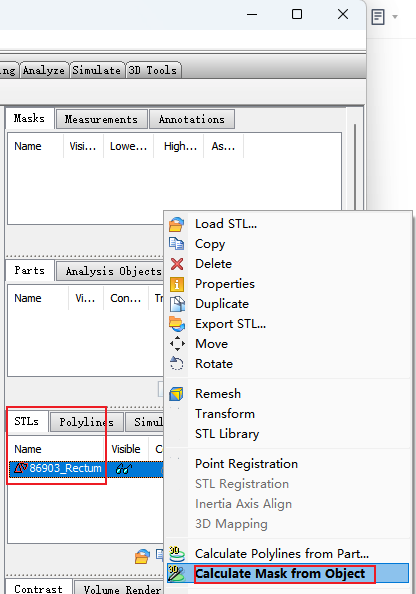 ng Analyze Simulate 3D Tools
Masks Measurements Annotations
Name Visi... Lowe... High... As...
Load STL...
Copy
Delete
Parts Analysis Objects
Properties
Name Vi... Con... Tr
Duplicate
Export STL...
Move
Rotate
Remesh
Transform
STLs Polylines Simu
STL Library
Name Visible C
Point Registration
86903_Rectum
STL Registration
Inertia Axis Align
3D Mapping
Calculate Polylines from Part...
Calculate Mask from Object
Contrast Volume Render